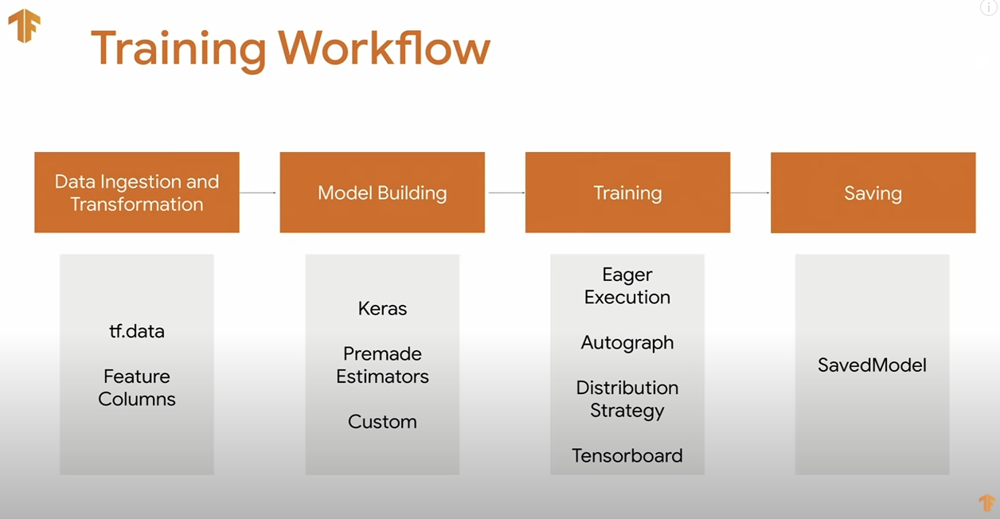 Training Workflow
Data Ingestion and
Transformation
Model Building
Training
Saving
tf.data
Feature
Columns
Keras
Premade
Estimators
Custom
Eager
Execution
Autograph
Distribution
Strategy
Tensorboard
SavedModel